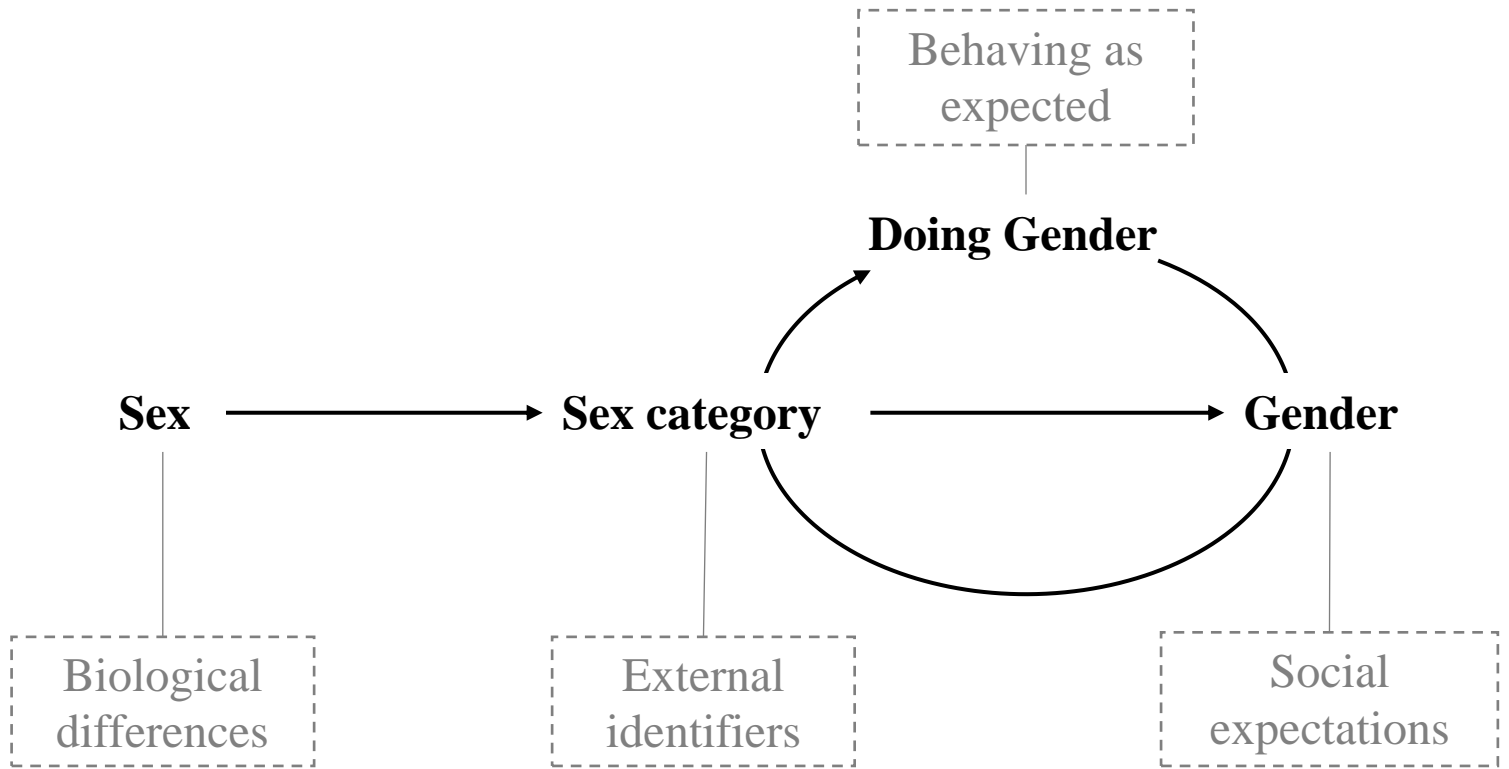 Behaving as
expected
Doing Gender
Sex
Sex category
Gender
Biological
differences
External
identifiers
Social
expectations